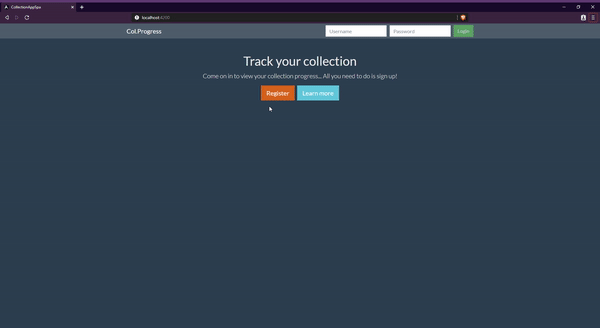 CollectionAppSpa
localhost:4200
Col.Progress
Username
Password
Login
Track your collection
Come on in to view your collection progress... All you need to do is sign up!
Register
Learn more